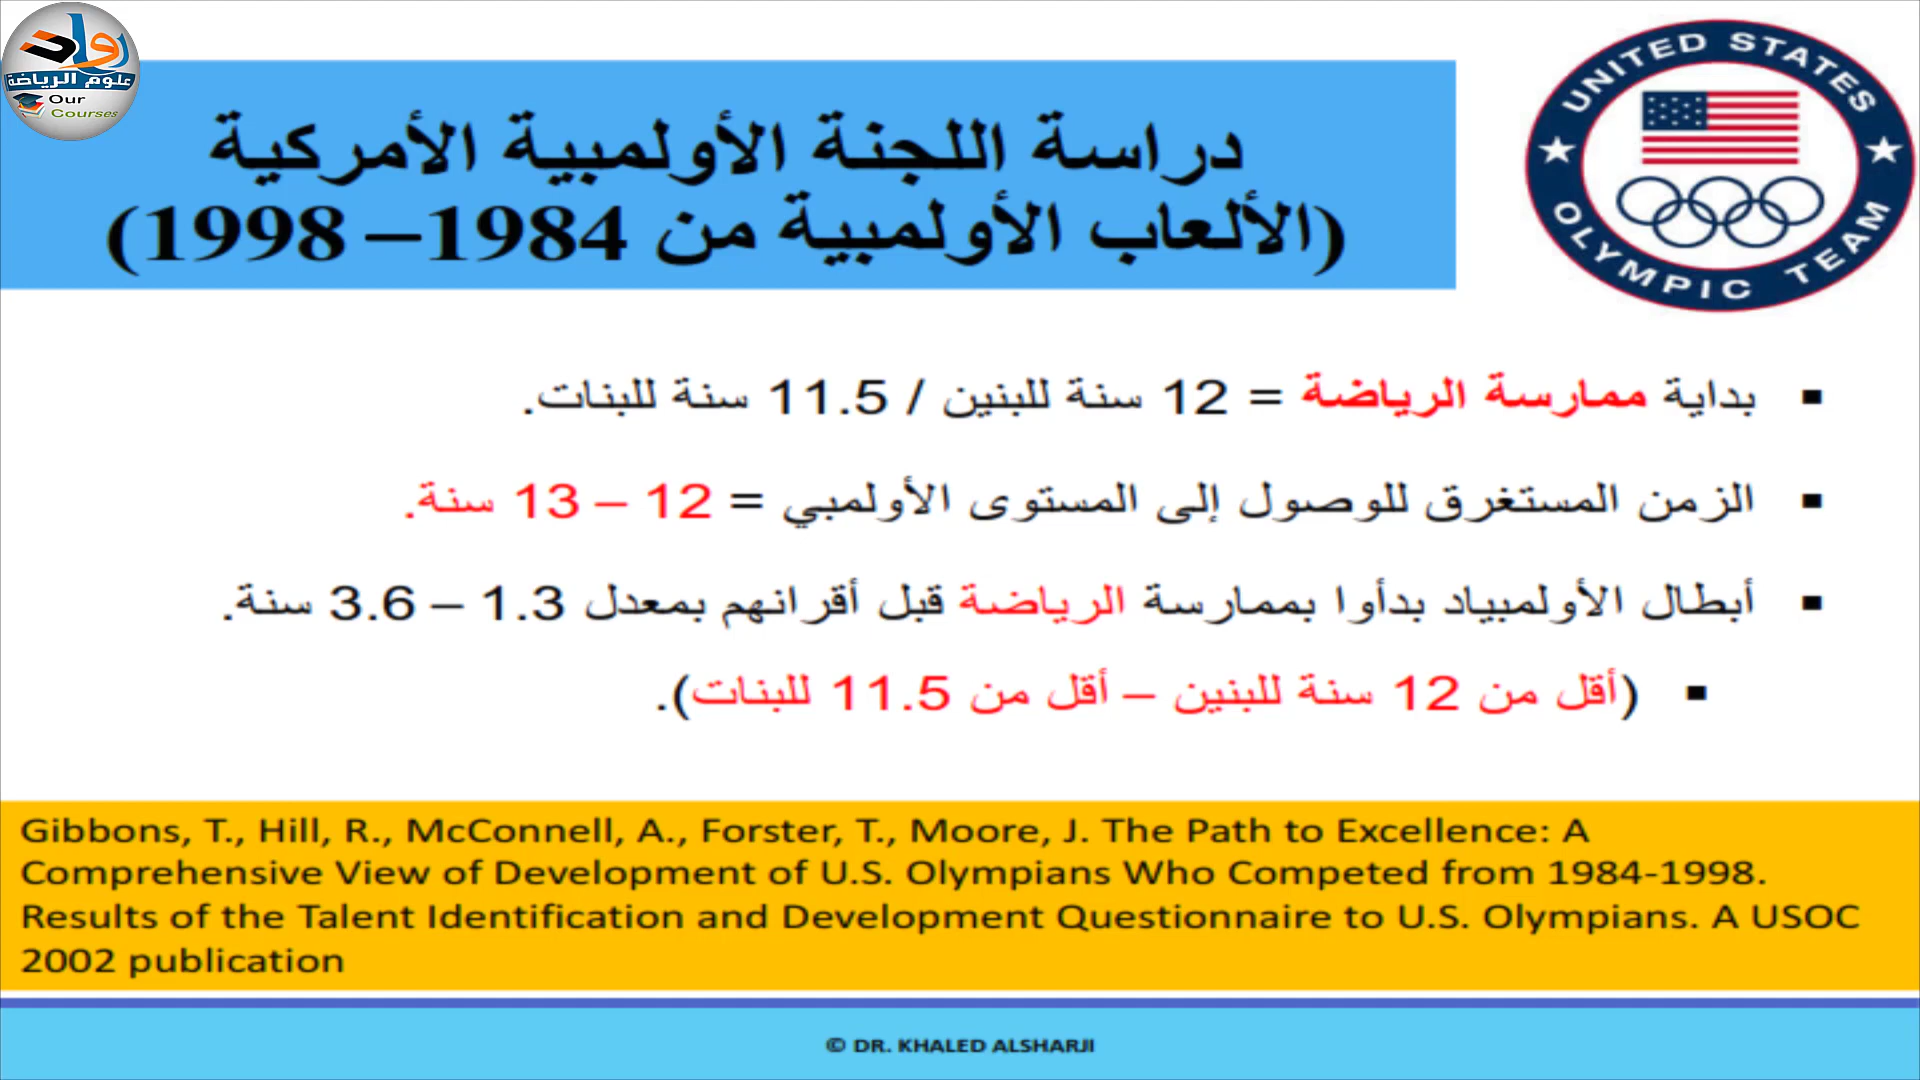 رواد
علوم الرياضة
Our
Courses
UNITED STATES
OLYMPIC TEAM
دراسة اللجنة الأولمبية الأمركية
(الألعاب الأولمبية من 1984– 1998)
▪ بداية ممارسة الرياضة = 12 سنة للبنين / 11.5 سنة للبنات.
▪ الزمن المستغرق للوصول إلى المستوى الأولمبي = 12 – 13 سنة.
▪ أبطال الأولمبياد بدأوا بممارسة الرياضة قبل أقرانهم بمعدل 1.3 – 3.6 سنة.
▪ (أقل من 12 سنة للبنين – أقل من 11.5 للبنات).
Gibbons, T., Hill, R., McConnell, A., Forster, T., Moore, J. The Path to Excellence: A
Comprehensive View of Development of U.S. Olympians Who Competed from 1984-1998.
Results of the Talent Identification and Development Questionnaire to U.S. Olympians. A USOC
2002 publication
© DR. KHALED ALSHARJI